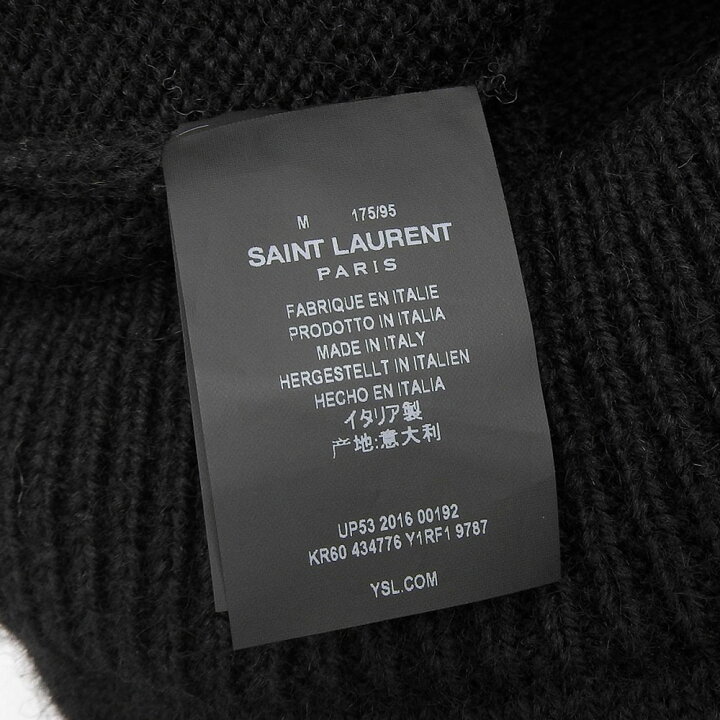 M 175/95
SAINT LAURENT
PARIS
FABRIQUE EN ITALIE
PRODOTTO IN ITALIA
MADE IN ITALY
HERGESTELLT IN ITALIEN
HECHO EN ITALIA
イタリア製
产地:意大利
UP53 2016 00192
KR60 434776 Y1RF1 9787
YSL.COM